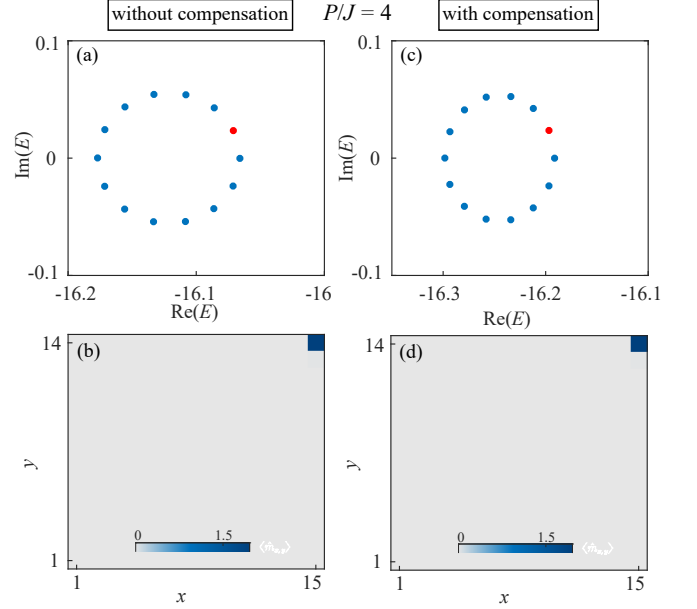 without compensation P/J = 4 with compensation
(a)
0.1
Im(E)
0
-0.1
-16.2 -16.1 -16
Re(E)
(c)
0.1
Im(E)
0
-0.1
-16.3 -16.2 -16.1
Re(E)
(b)
14
y
1
0 1.5
1 15
x
(d)
14
y
1
0 1.5
1 15
x